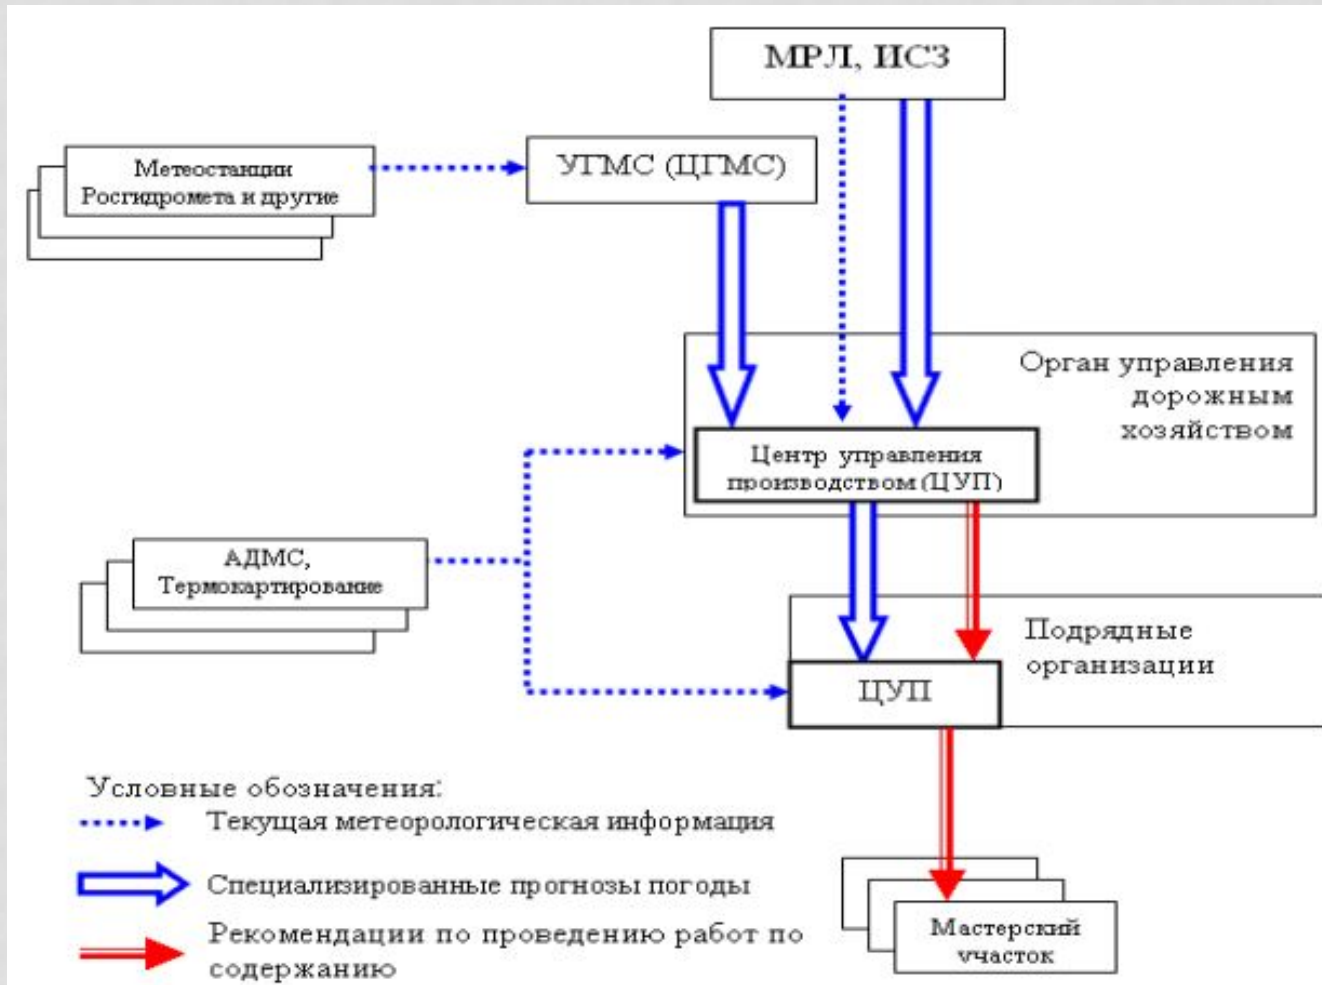 МРЛ, ИСЗ
Метеостанции
Росгидромета и другие
УГМС (ЦГМС)
Орган управления
дорожным
хозяйством
Центр управления
производством (ЦУП)
АДМС,
Термокартирование
Подрядные
организации
ЦУП
Условные обозначения:
Текущая метеорологическая информация
Специализированные прогнозы погоды
Рекомендации по проведению работ по
содержанию
Мастерский
участок